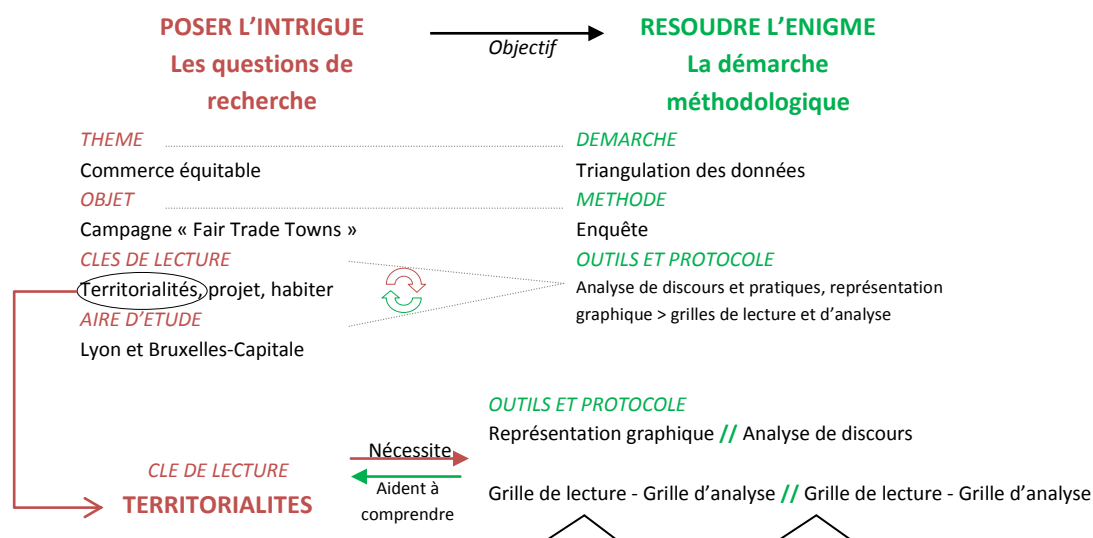 POSER L'INTRIGUE
Les questions de
recherche
Objectif
RESOUDRE L'ENIGME
La démarche
méthodologique
THEME
Commerce équitable
OBJET
Campagne « Fair Trade Towns »
CLES DE LECTURE
Territorialités, projet, habiter
AIRE D'ETUDE
Lyon et Bruxelles-Capitale
DEMARCHE
Triangulation des données
METHODE
Enquête
OUTILS ET PROTOCOLE
Analyse de discours et pratiques, représentation
graphique > grilles de lecture et d'analyse
CLE DE LECTURE
TERRITORIALITES
Nécessite
Aident à
comprendre
OUTILS ET PROTOCOLE
Représentation graphique // Analyse de discours
Grille de lecture - Grille d'analyse // Grille de lecture - Grille d'analyse